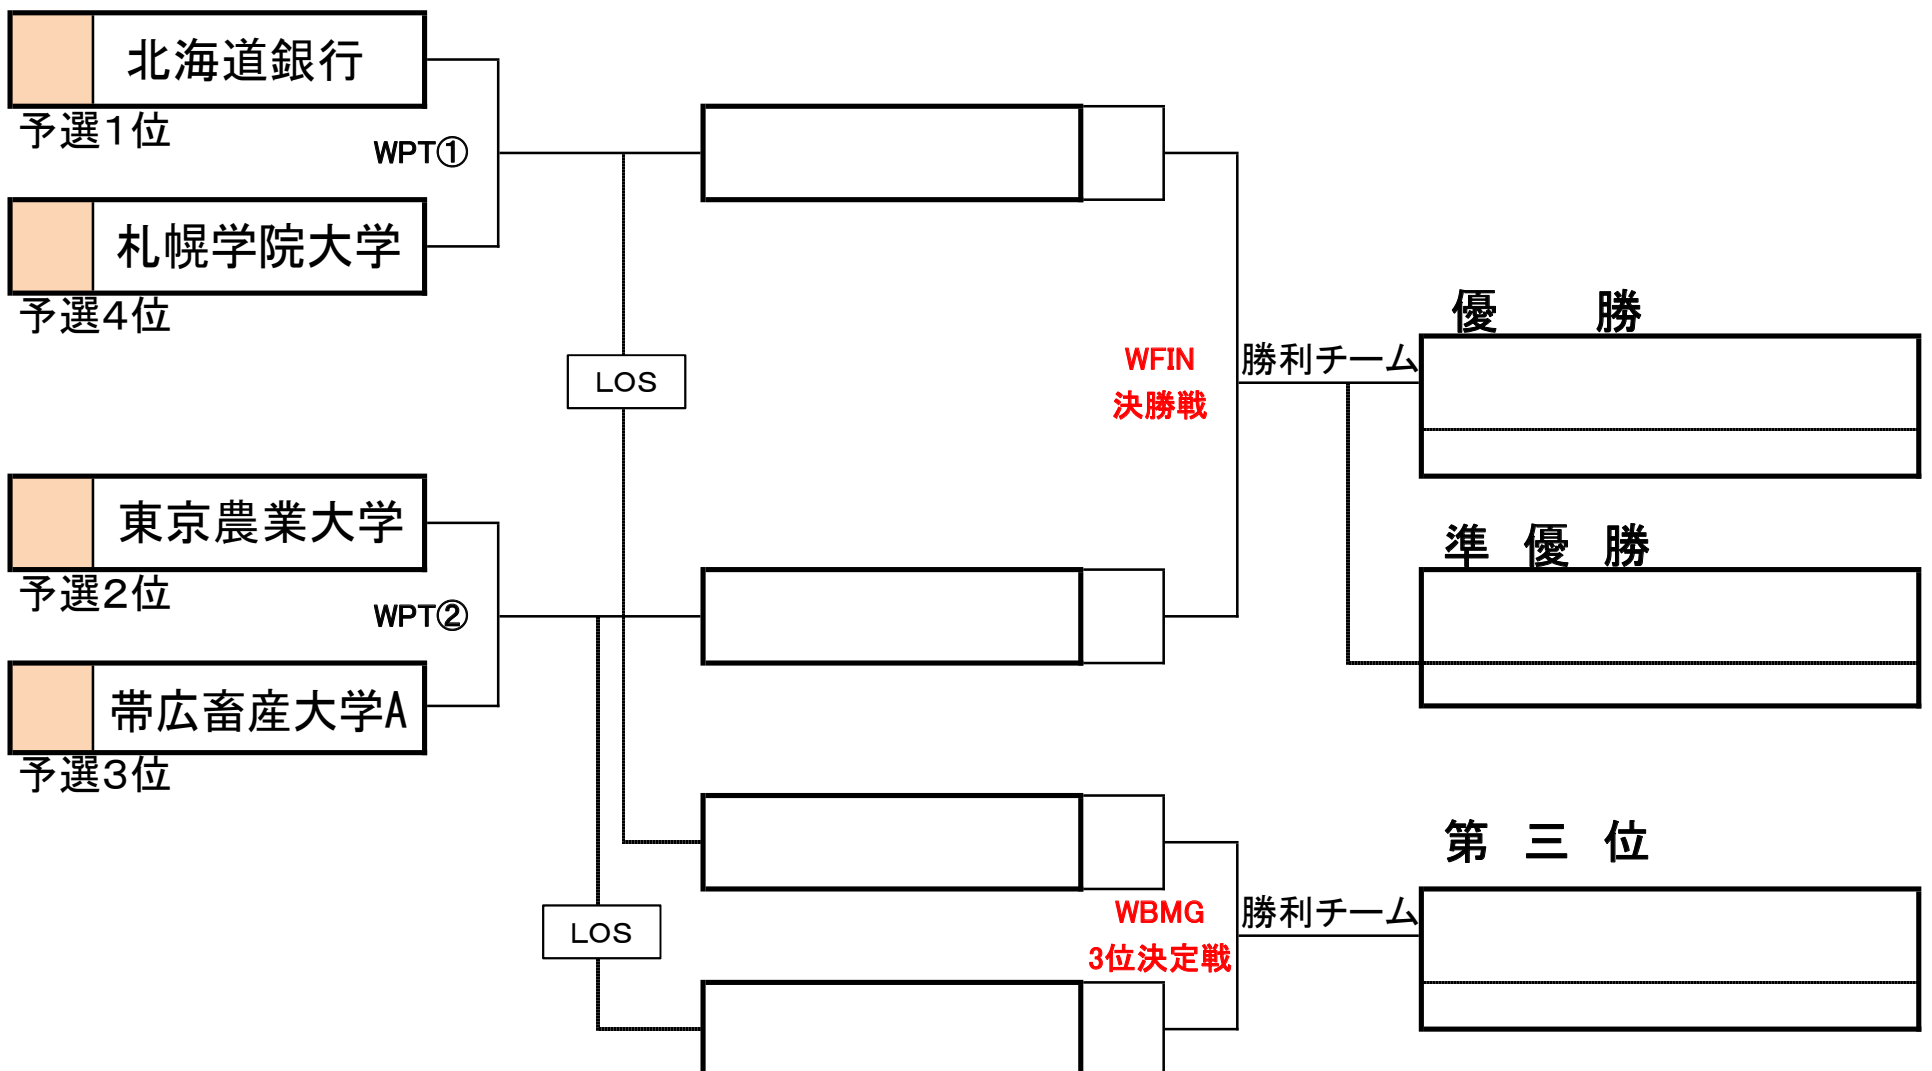 北海道銀行
予選1位
WPT①
札幌学院大学
予選4位
LOS
WFIN
決勝戦
勝利チーム
優 勝
東京農業大学
予選2位
WPT②
準 優 勝
帯広畜産大学A
予選3位
LOS
WBMG
3位決定戦
勝利チーム
第 三 位